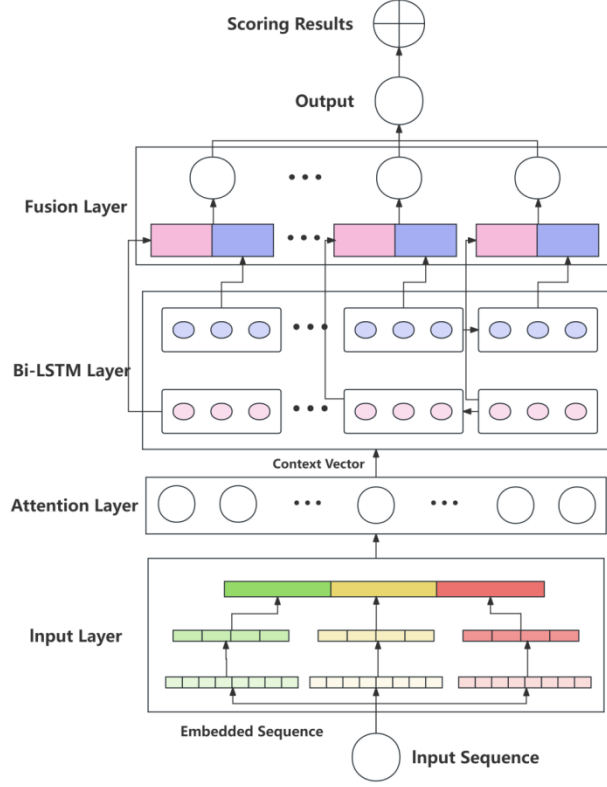 Scoring Results
Output
Fusion Layer
Bi-LSTM Layer
Context Vector
Attention Layer
Input Layer
Embedded Sequence
Input Sequence